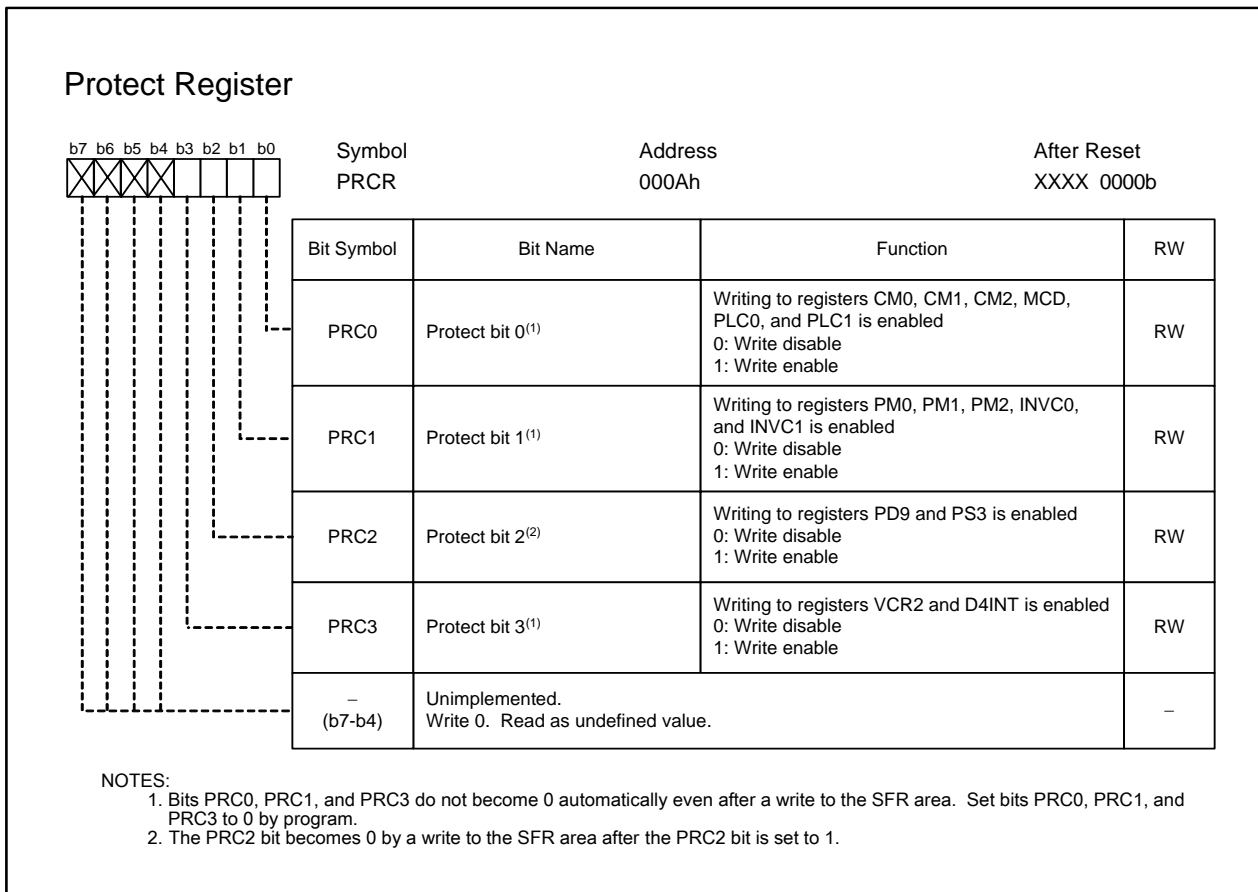 Protect Register
b7 b6 b5 b4 b3 b2 b1 b0
Symbol Address After Reset
PRCR 000Ah XXXX 0000b
Bit Symbol Bit Name Function RW
PRC0 Protect bit 0(1) Writing to registers CM0, CM1, CM2, MCD,
PLC0, and PLC1 is enabled
0: Write disable
1: Write enable
RW
PRC1 Protect bit 1(1) Writing to registers PM0, PM1, PM2, INVC0,
and INVC1 is enabled
0: Write disable
1: Write enable
RW
PRC2 Protect bit 2(2) Writing to registers PD9 and PS3 is enabled
0: Write disable
1: Write enable
RW
PRC3 Protect bit 3(1) Writing to registers VCR2 and D4INT is enabled
0: Write disable
1: Write enable
RW
–
(b7-b4)
Unimplemented.
Write 0. Read as undefined value.
–
NOTES:
1. Bits PRC0, PRC1, and PRC3 do not become 0 automatically even after a write to the SFR area. Set bits PRC0, PRC1, and
PRC3 to 0 by program.
2. The PRC2 bit becomes 0 by a write to the SFR area after the PRC2 bit is set to 1.